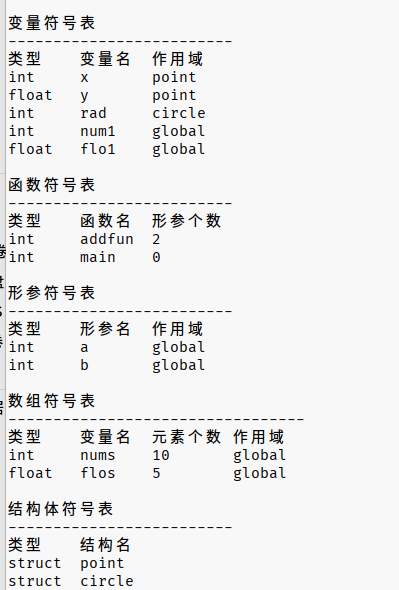 变量符号表
-------------------------
类型 变量名 作用域
int x point
float y point
int rad circle
int num1 global
float flo1 global
函数符号表
-------------------------
类型 函数名 形参个数
int addfun 2
int main 0
形参符号表
-------------------------
类型 形参名 作用域
int a global
int b global
数组符号表
---------------------------------
类型 变量名 元素个数 作用域
int nums 10 global
float flos 5 global
结构体符号表
-------------------------
类型 结构名
struct point
struct circle